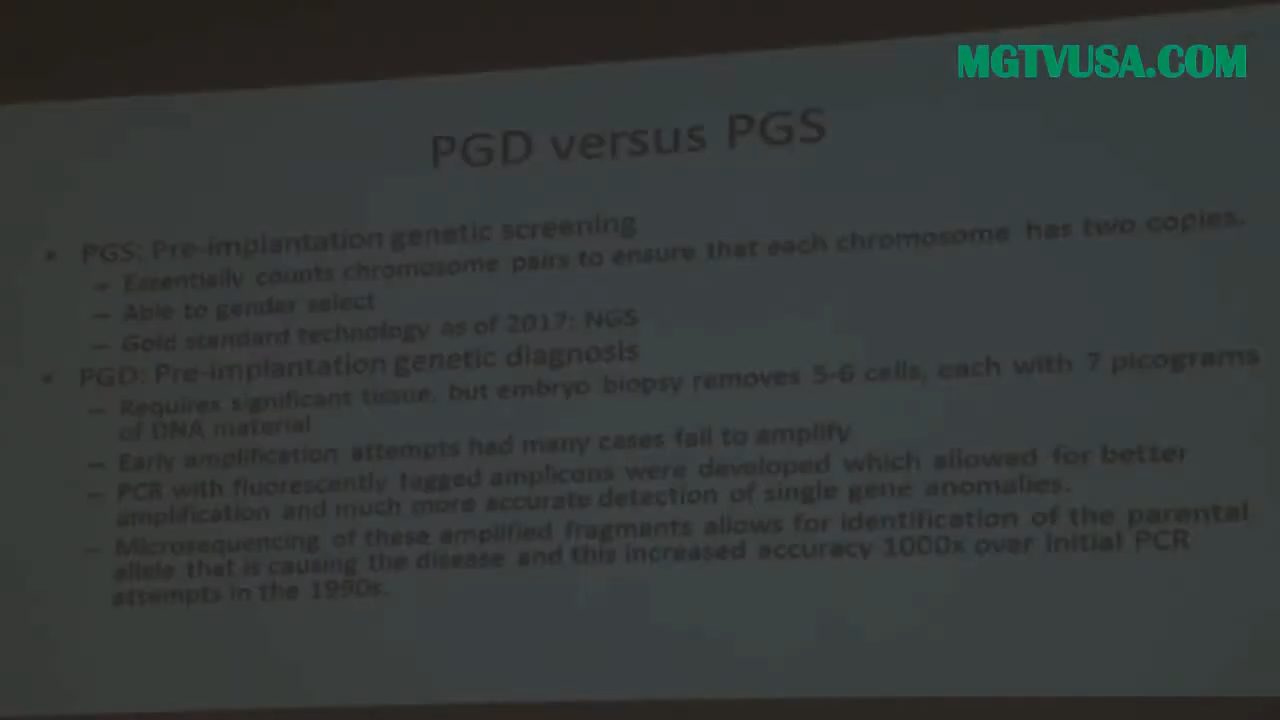 MGTVUSA.COM
PGD versus PGS
• PGS: Pre-implantation genetic screening
– Essentially counts chromosome pairs to ensure that each chromosome has two copies.
– Able to gender select
– Gold standard technology as of 2017: NGS
• PGD: Pre-implantation genetic diagnosis
– Requires significant tissue, but embryo biopsy removes 5-6 cells, each with 7 picograms
of DNA material
– Early amplification attempts had many cases fail to amplify
– PCR with fluorescently tagged amplicons were developed which allowed for better
amplification and much more accurate detection of single gene anomalies.
– Microsequencing of these amplified fragments allows for identification of the parental
allele that is causing the disease and this increased accuracy 1000x over initial PCR
attempts in the 1990s.